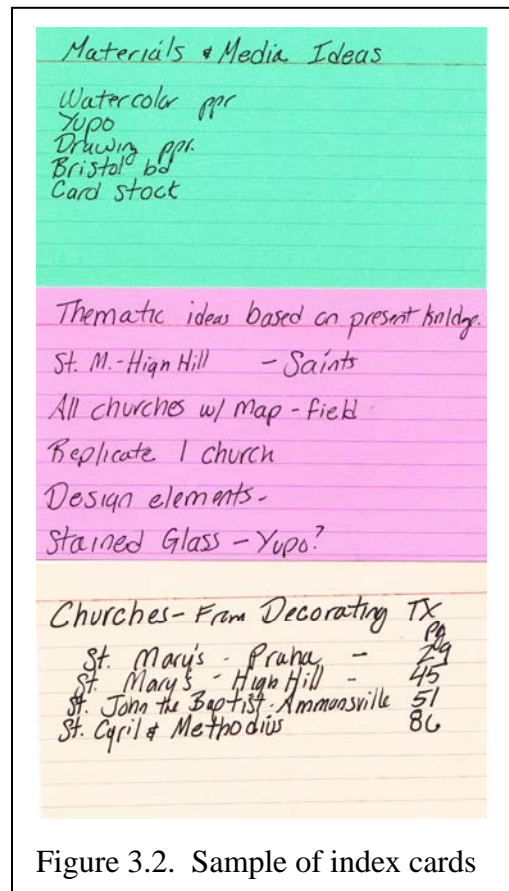 Materials & Media Ideas
Watercolor ppr
Yupo
Drawing ppr.
Bristol bd
Card stock
Thematic ideas based on present knldge.
St. M. - High Hill - Saints
All churches w/ map - field
Replicate 1 church
Design elements -
Stained Glass - Yupo?
Churches - From Decorating TX
pg
St. Mary's - Praha - 29
St. Mary's - High Hill - 45
St. John the Baptist - Ammansville 51
St. Cyril & Methodius 86
Figure 3.2. Sample of index cards